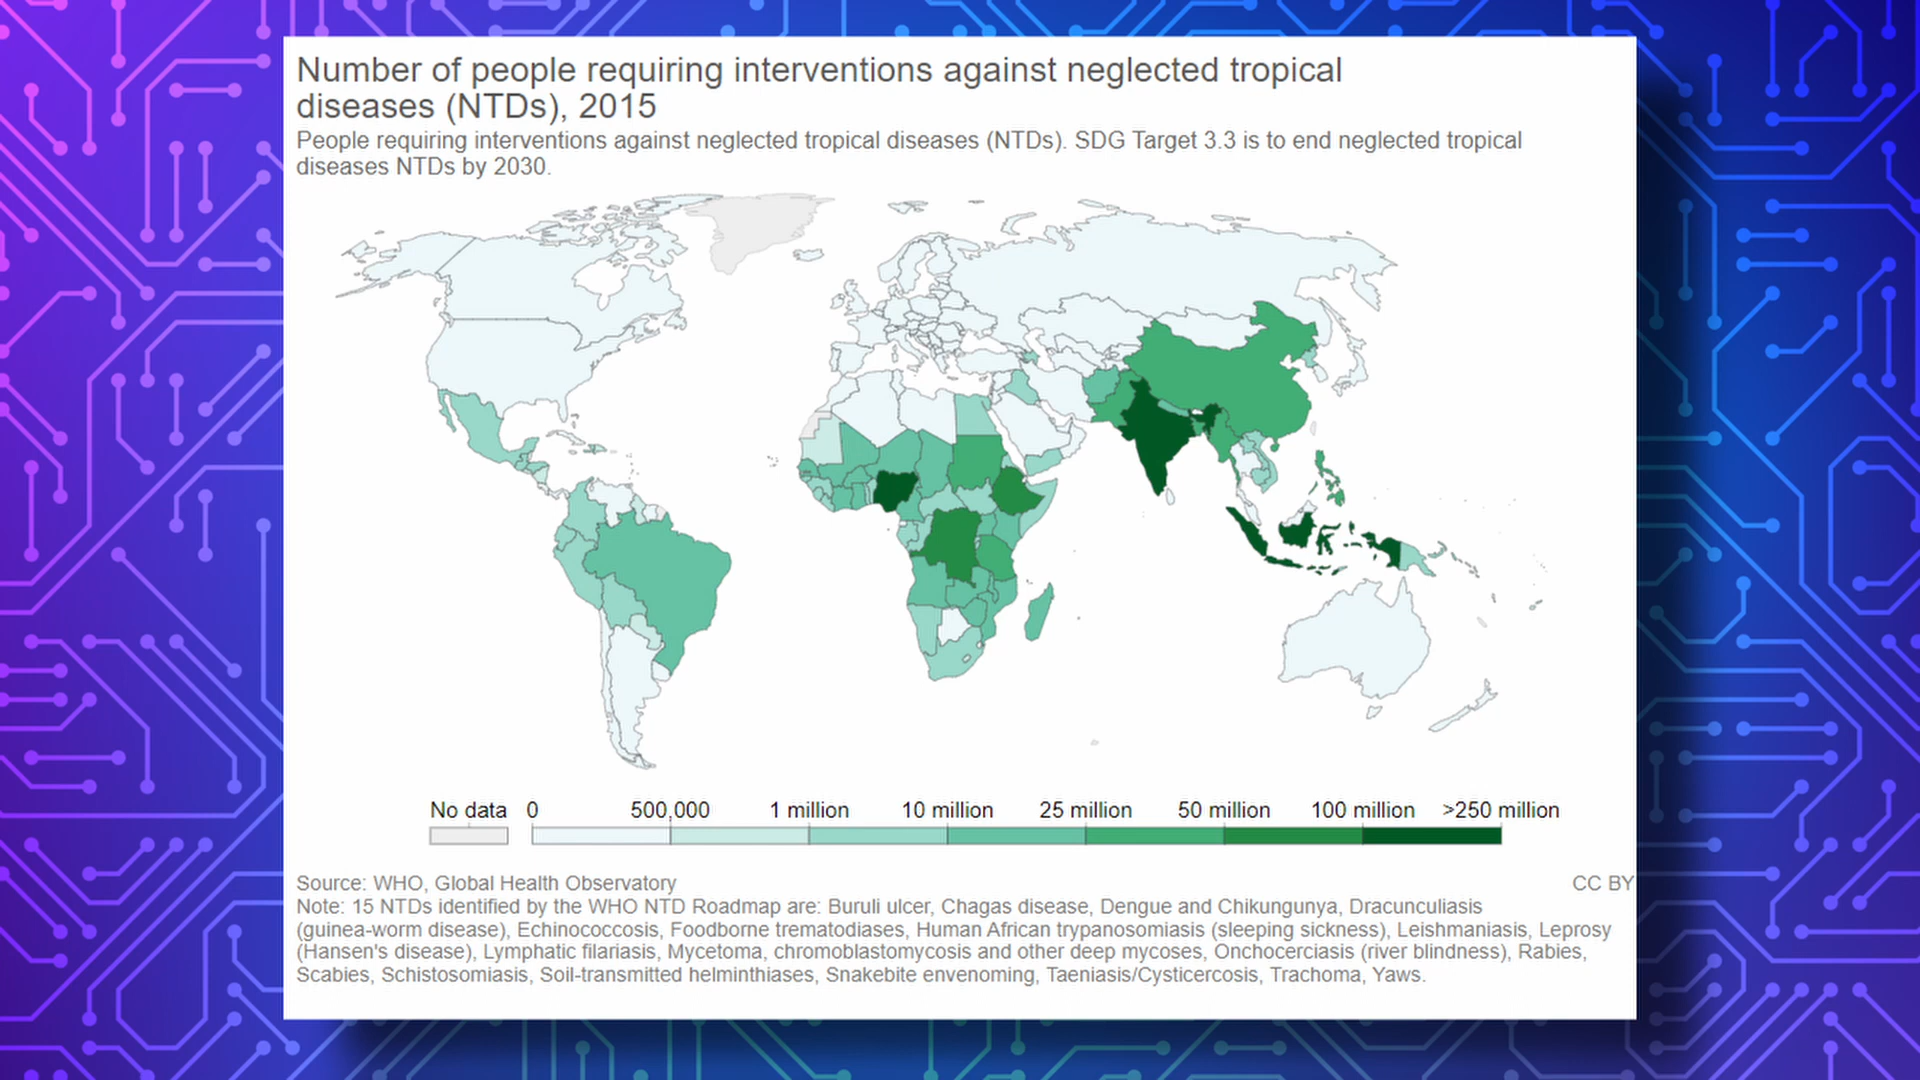 Number of people requiring interventions against neglected tropical
diseases (NTDs), 2015
People requiring interventions against neglected tropical diseases (NTDs). SDG Target 3.3 is to end neglected tropical
diseases NTDs by 2030.
No data 0 500,000 1 million 10 million 25 million 50 million 100 million >250 million
Source: WHO, Global Health Observatory CC BY
Note: 15 NTDs identified by the WHO NTD Roadmap are: Buruli ulcer, Chagas disease, Dengue and Chikungunya, Dracunculiasis
(guinea-worm disease), Echinococcosis, Foodborne trematodiases, Human African trypanosomiasis (sleeping sickness), Leishmaniasis, Leprosy
(Hansen's disease), Lymphatic filariasis, Mycetoma, chromoblastomycosis and other deep mycoses, Onchocerciasis (river blindness), Rabies,
Scabies, Schistosomiasis, Soil-transmitted helminthiases, Snakebite envenoming, Taeniasis/Cysticercosis, Trachoma, Yaws.